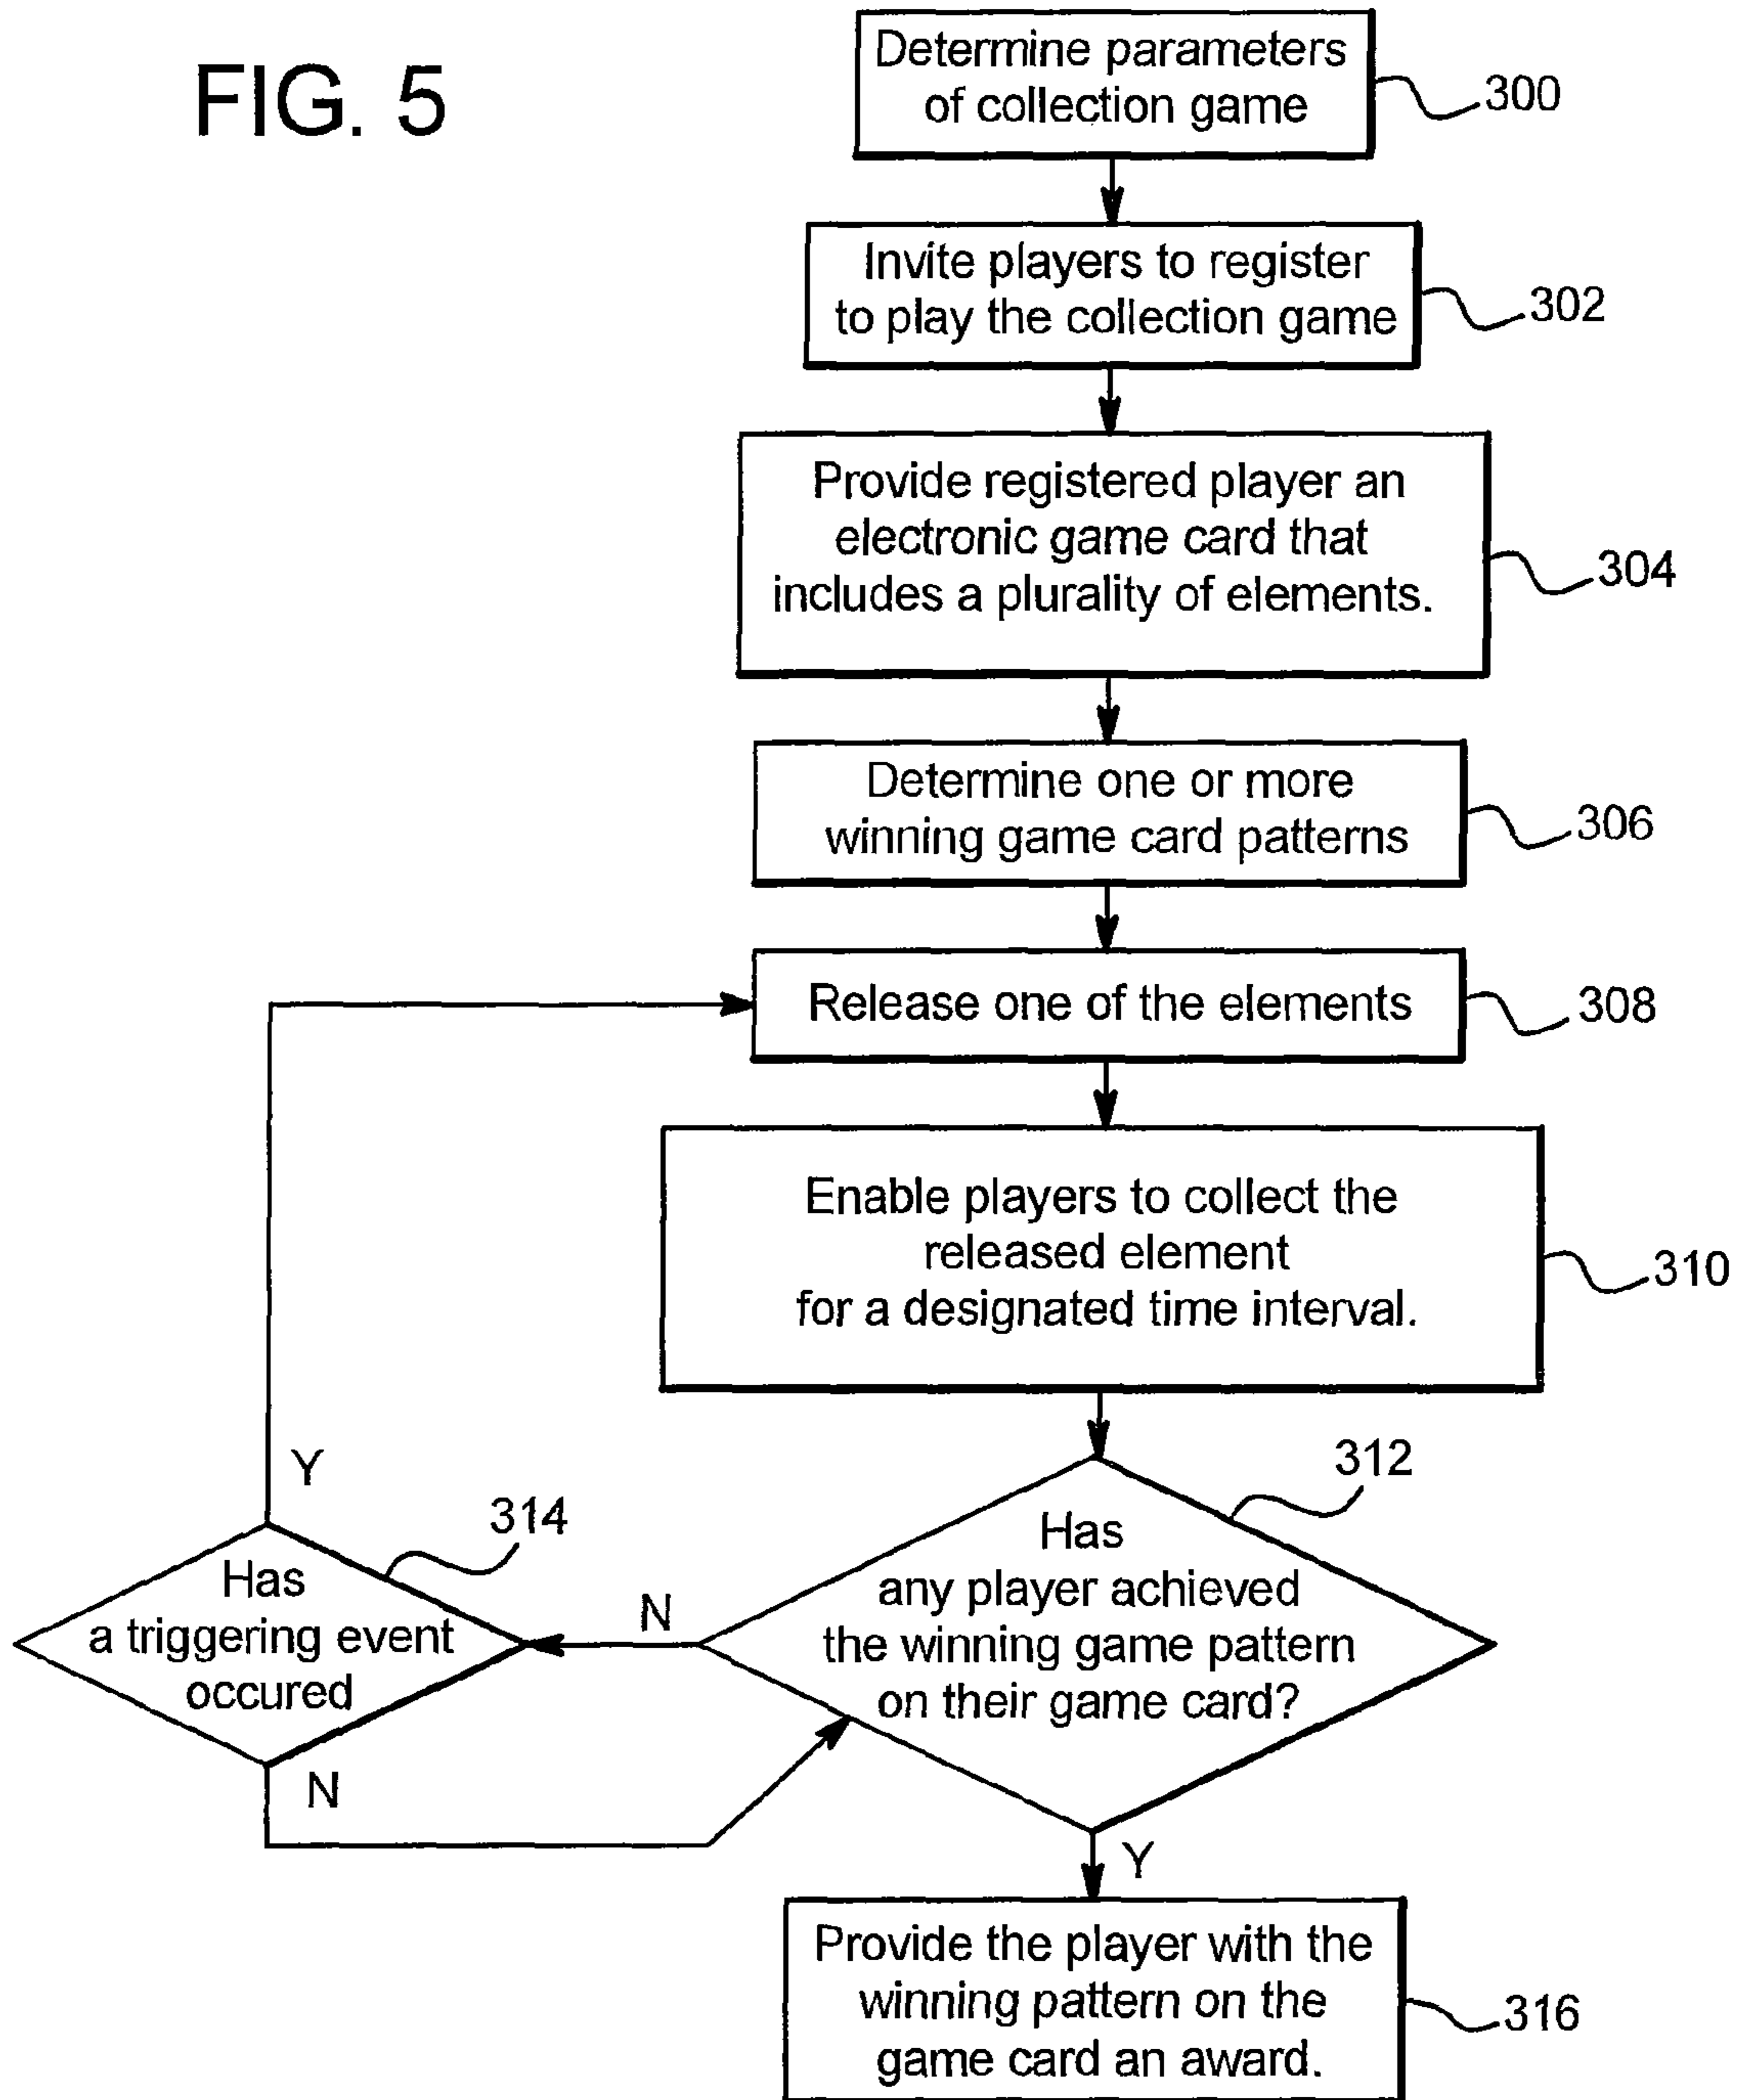 FIG. 5
Determine parameters
of collection game
300
Invite players to register
to play the collection game
302
Provide registered player an
electronic game card that
includes a plurality of elements.
304
Determine one or more
winning game card patterns
306
Release one of the elements
308
Enable players to collect the
released element
for a designated time interval.
310
312
Has
any player achieved
the winning game pattern
on their game card?
N
Y
314
Has
a triggering event
occured
Y
N
Provide the player with the
winning pattern on the
game card an award.
316